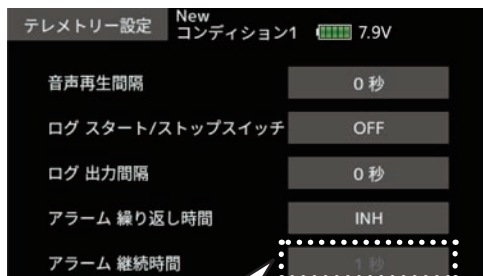 テレメトリー設定
New
コンディション1 7.9V
音声再生間隔 0 秒
ログ スタート/ストップスイッチ OFF
ログ 出力間隔 0 秒
アラーム 繰り返し時間 INH
アラーム 継続時間 1 秒